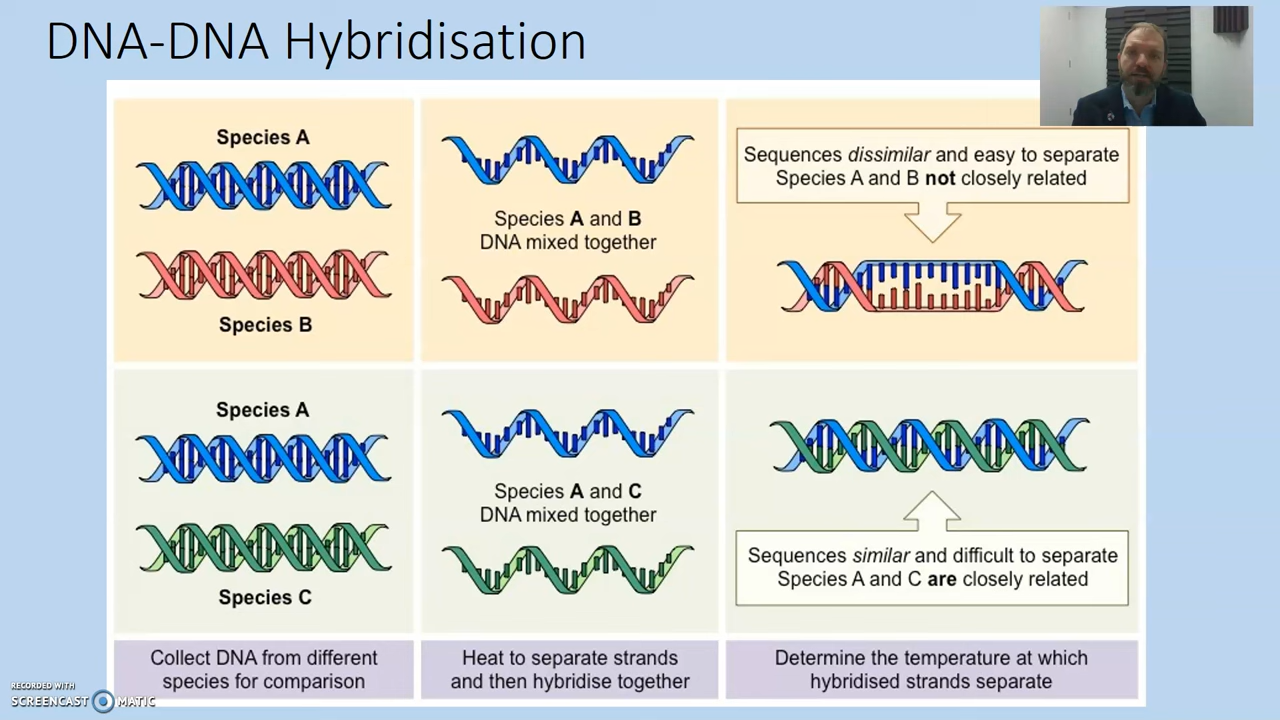 DNA-DNA Hybridisation
Species A
Species B
Species A and B
DNA mixed together
Sequences dissimilar and easy to separate
Species A and B not closely related
Species A
Species C
Species A and C
DNA mixed together
Sequences similar and difficult to separate
Species A and C are closely related
Collect DNA from different
species for comparison
Heat to separate strands
and then hybridise together
Determine the temperature at which
hybridised strands separate
RECORDED WITH
SCREENCAST MATIC